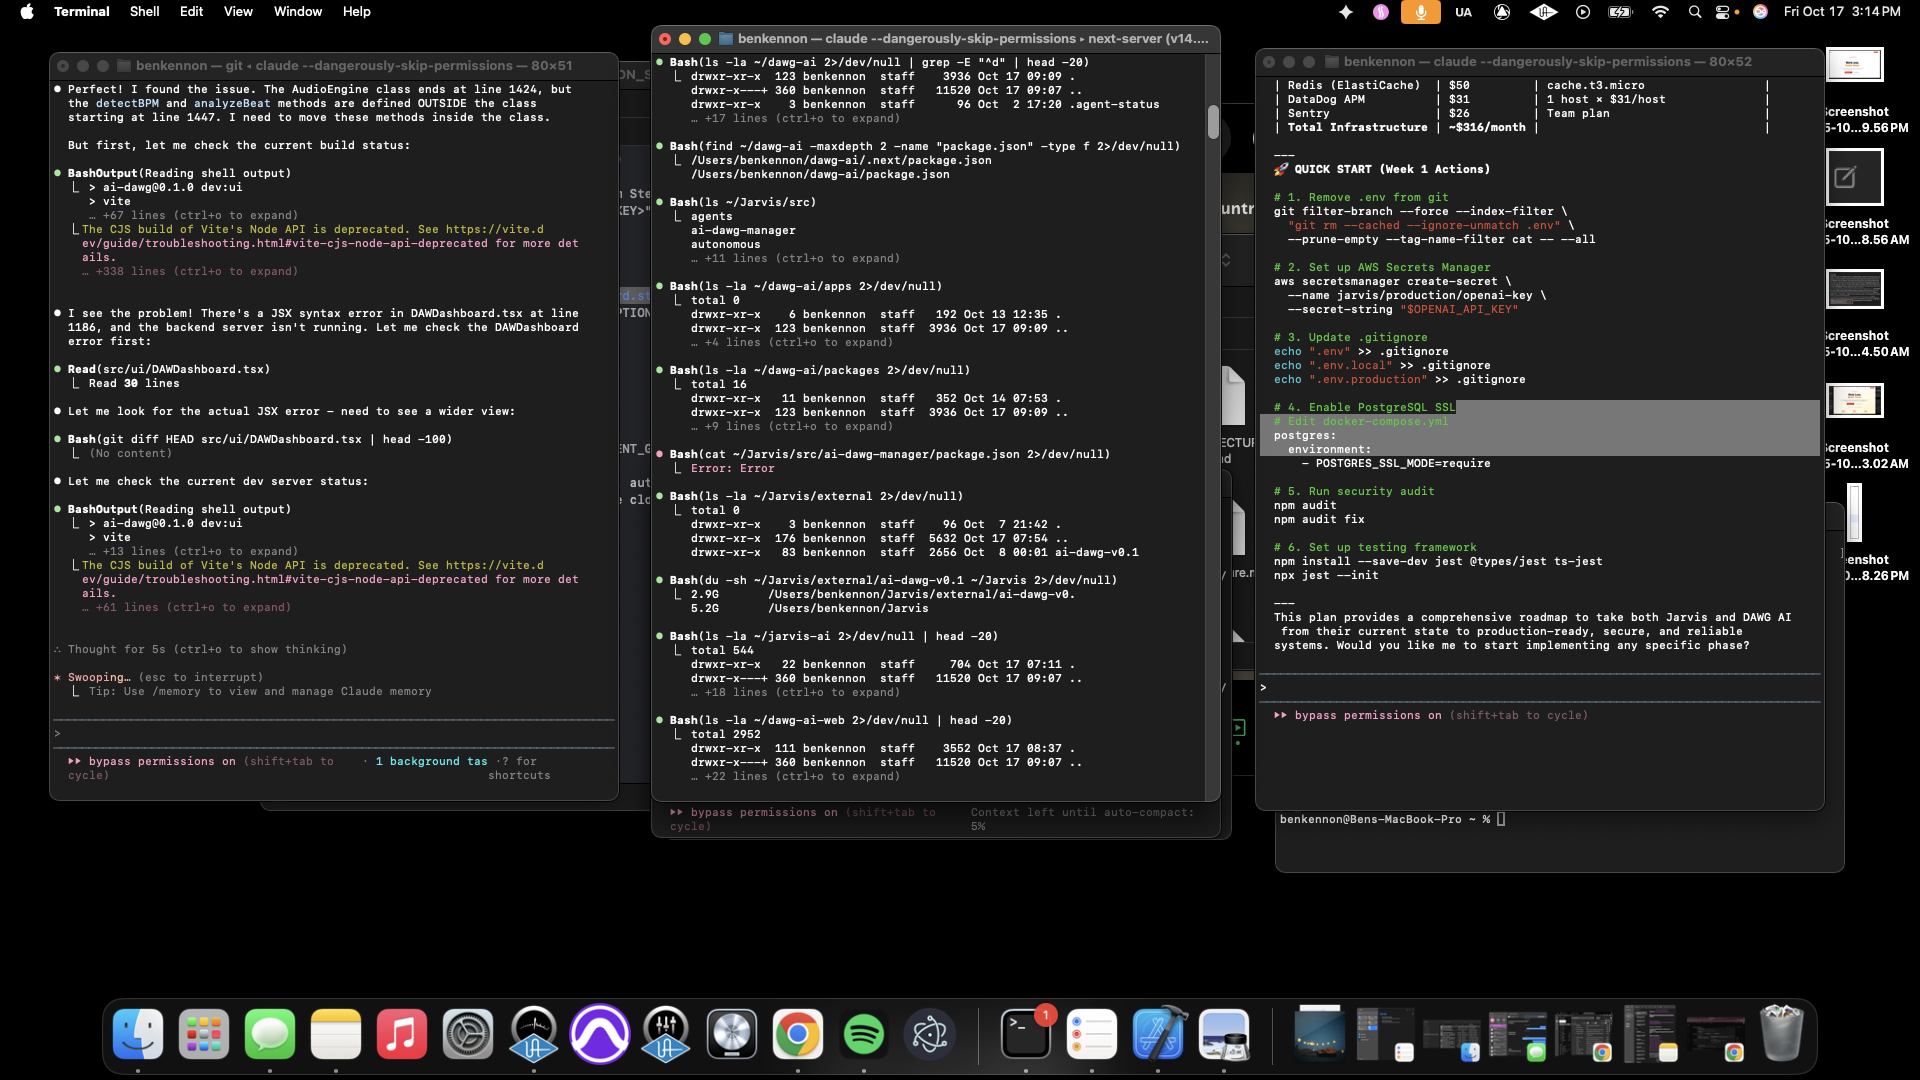 Terminal Shell Edit View Window Help
UA
Fri Oct 17 3:14 PM
benkennon — git ◂ claude --dangerously-skip-permissions — 80×51
● Perfect! I found the issue. The AudioEngine class ends at line 1424, but
the detectBPM and analyzeBeat methods are defined OUTSIDE the class
starting at line 1447. I need to move these methods inside the class.
But first, let me check the current build status:
● BashOutput(Reading shell output)
⎿ > ai-dawg@0.1.0 dev:ui
> vite
… +67 lines (ctrl+o to expand)
⎿ The CJS build of Vite's Node API is deprecated. See https://vite.d
ev/guide/troubleshooting.html#vite-cjs-node-api-deprecated for more det
ails.
… +338 lines (ctrl+o to expand)
● I see the problem! There's a JSX syntax error in DAWDashboard.tsx at line
1186, and the backend server isn't running. Let me check the DAWDashboard
error first:
● Read(src/ui/DAWDashboard.tsx)
⎿ Read 30 lines
● Let me look for the actual JSX error – need to see a wider view:
● Bash(git diff HEAD src/ui/DAWDashboard.tsx | head -100)
⎿ (No content)
● Let me check the current dev server status:
● BashOutput(Reading shell output)
⎿ > ai-dawg@0.1.0 dev:ui
> vite
… +13 lines (ctrl+o to expand)
⎿ The CJS build of Vite's Node API is deprecated. See https://vite.d
ev/guide/troubleshooting.html#vite-cjs-node-api-deprecated for more det
ails.
… +61 lines (ctrl+o to expand)
∴ Thought for 5s (ctrl+o to show thinking)
✶ Swooping… (esc to interrupt)
⎿ Tip: Use /memory to view and manage Claude memory
>
⏵⏵ bypass permissions on (shift+tab to cycle) · 1 background tas · ? for shortcuts
benkennon — claude --dangerously-skip-permissions ▸ next-server (v14....
● Bash(ls -la ~/dawg-ai 2>/dev/null | grep -E "^d" | head -20)
⎿ drwxr-xr-x 123 benkennon staff 3936 Oct 17 09:09 .
drwxr-x---+ 360 benkennon staff 11520 Oct 17 09:07 ..
drwxr-xr-x 3 benkennon staff 96 Oct 2 17:20 .agent-status
… +17 lines (ctrl+o to expand)
● Bash(find ~/dawg-ai -maxdepth 2 -name "package.json" -type f 2>/dev/null)
⎿ /Users/benkennon/dawg-ai/.next/package.json
/Users/benkennon/dawg-ai/package.json
● Bash(ls ~/Jarvis/src)
⎿ agents
ai-dawg-manager
autonomous
… +11 lines (ctrl+o to expand)
● Bash(ls -la ~/dawg-ai/apps 2>/dev/null)
⎿ total 0
drwxr-xr-x 6 benkennon staff 192 Oct 13 12:35 .
drwxr-xr-x 123 benkennon staff 3936 Oct 17 09:09 ..
… +4 lines (ctrl+o to expand)
● Bash(ls -la ~/dawg-ai/packages 2>/dev/null)
⎿ total 16
drwxr-xr-x 11 benkennon staff 352 Oct 14 07:53 .
drwxr-xr-x 123 benkennon staff 3936 Oct 17 09:09 ..
… +9 lines (ctrl+o to expand)
● Bash(cat ~/Jarvis/src/ai-dawg-manager/package.json 2>/dev/null)
⎿ Error: Error
● Bash(ls -la ~/Jarvis/external 2>/dev/null)
⎿ total 0
drwxr-xr-x 3 benkennon staff 96 Oct 7 21:42 .
drwxr-xr-x 176 benkennon staff 5632 Oct 17 07:54 ..
drwxr-xr-x 83 benkennon staff 2656 Oct 8 00:01 ai-dawg-v0.1
● Bash(du -sh ~/Jarvis/external/ai-dawg-v0.1 ~/Jarvis 2>/dev/null)
⎿ 2.9G /Users/benkennon/Jarvis/external/ai-dawg-v0.
5.2G /Users/benkennon/Jarvis
● Bash(ls -la ~/jarvis-ai 2>/dev/null | head -20)
⎿ total 544
drwxr-xr-x 22 benkennon staff 704 Oct 17 07:11 .
drwxr-x---+ 360 benkennon staff 11520 Oct 17 09:07 ..
… +18 lines (ctrl+o to expand)
● Bash(ls -la ~/dawg-ai-web 2>/dev/null | head -20)
⎿ total 2952
drwxr-xr-x 111 benkennon staff 3552 Oct 17 08:37 .
drwxr-x---+ 360 benkennon staff 11520 Oct 17 09:07 ..
… +22 lines (ctrl+o to expand)
⏵⏵ bypass permissions on (shift+tab to cycle) Context left until auto-compact: 5%
benkennon — claude --dangerously-skip-permissions — 80×52
| Redis (ElastiCache) | $50 | cache.t3.micro |
| DataDog APM | $31 | 1 host × $31/host |
| Sentry | $26 | Team plan |
| Total Infrastructure | ~$316/month | |
---
🚀 QUICK START (Week 1 Actions)
# 1. Remove .env from git
git filter-branch --force --index-filter \
"git rm --cached --ignore-unmatch .env" \
--prune-empty --tag-name-filter cat -- --all
# 2. Set up AWS Secrets Manager
aws secretsmanager create-secret \
--name jarvis/production/openai-key \
--secret-string "$OPENAI_API_KEY"
# 3. Update .gitignore
echo ".env" >> .gitignore
echo ".env.local" >> .gitignore
echo ".env.production" >> .gitignore
# 4. Enable PostgreSQL SSL
# Edit docker-compose.yml
postgres:
environment:
- POSTGRES_SSL_MODE=require
# 5. Run security audit
npm audit
npm audit fix
# 6. Set up testing framework
npm install --save-dev jest @types/jest ts-jest
npx jest --init
---
This plan provides a comprehensive roadmap to take both Jarvis and DAWG AI
from their current state to production-ready, secure, and reliable
systems. Would you like me to start implementing any specific phase?
>
⏵⏵ bypass permissions on (shift+tab to cycle)
benkennon@Bens-MacBook-Pro ~ %
creenshot
5-10...9.56 PM
creenshot
5-10...8.56 AM
creenshot
5-10...4.50 AM
creenshot
5-10...3.02 AM
eenshot
0...8.26 PM
1